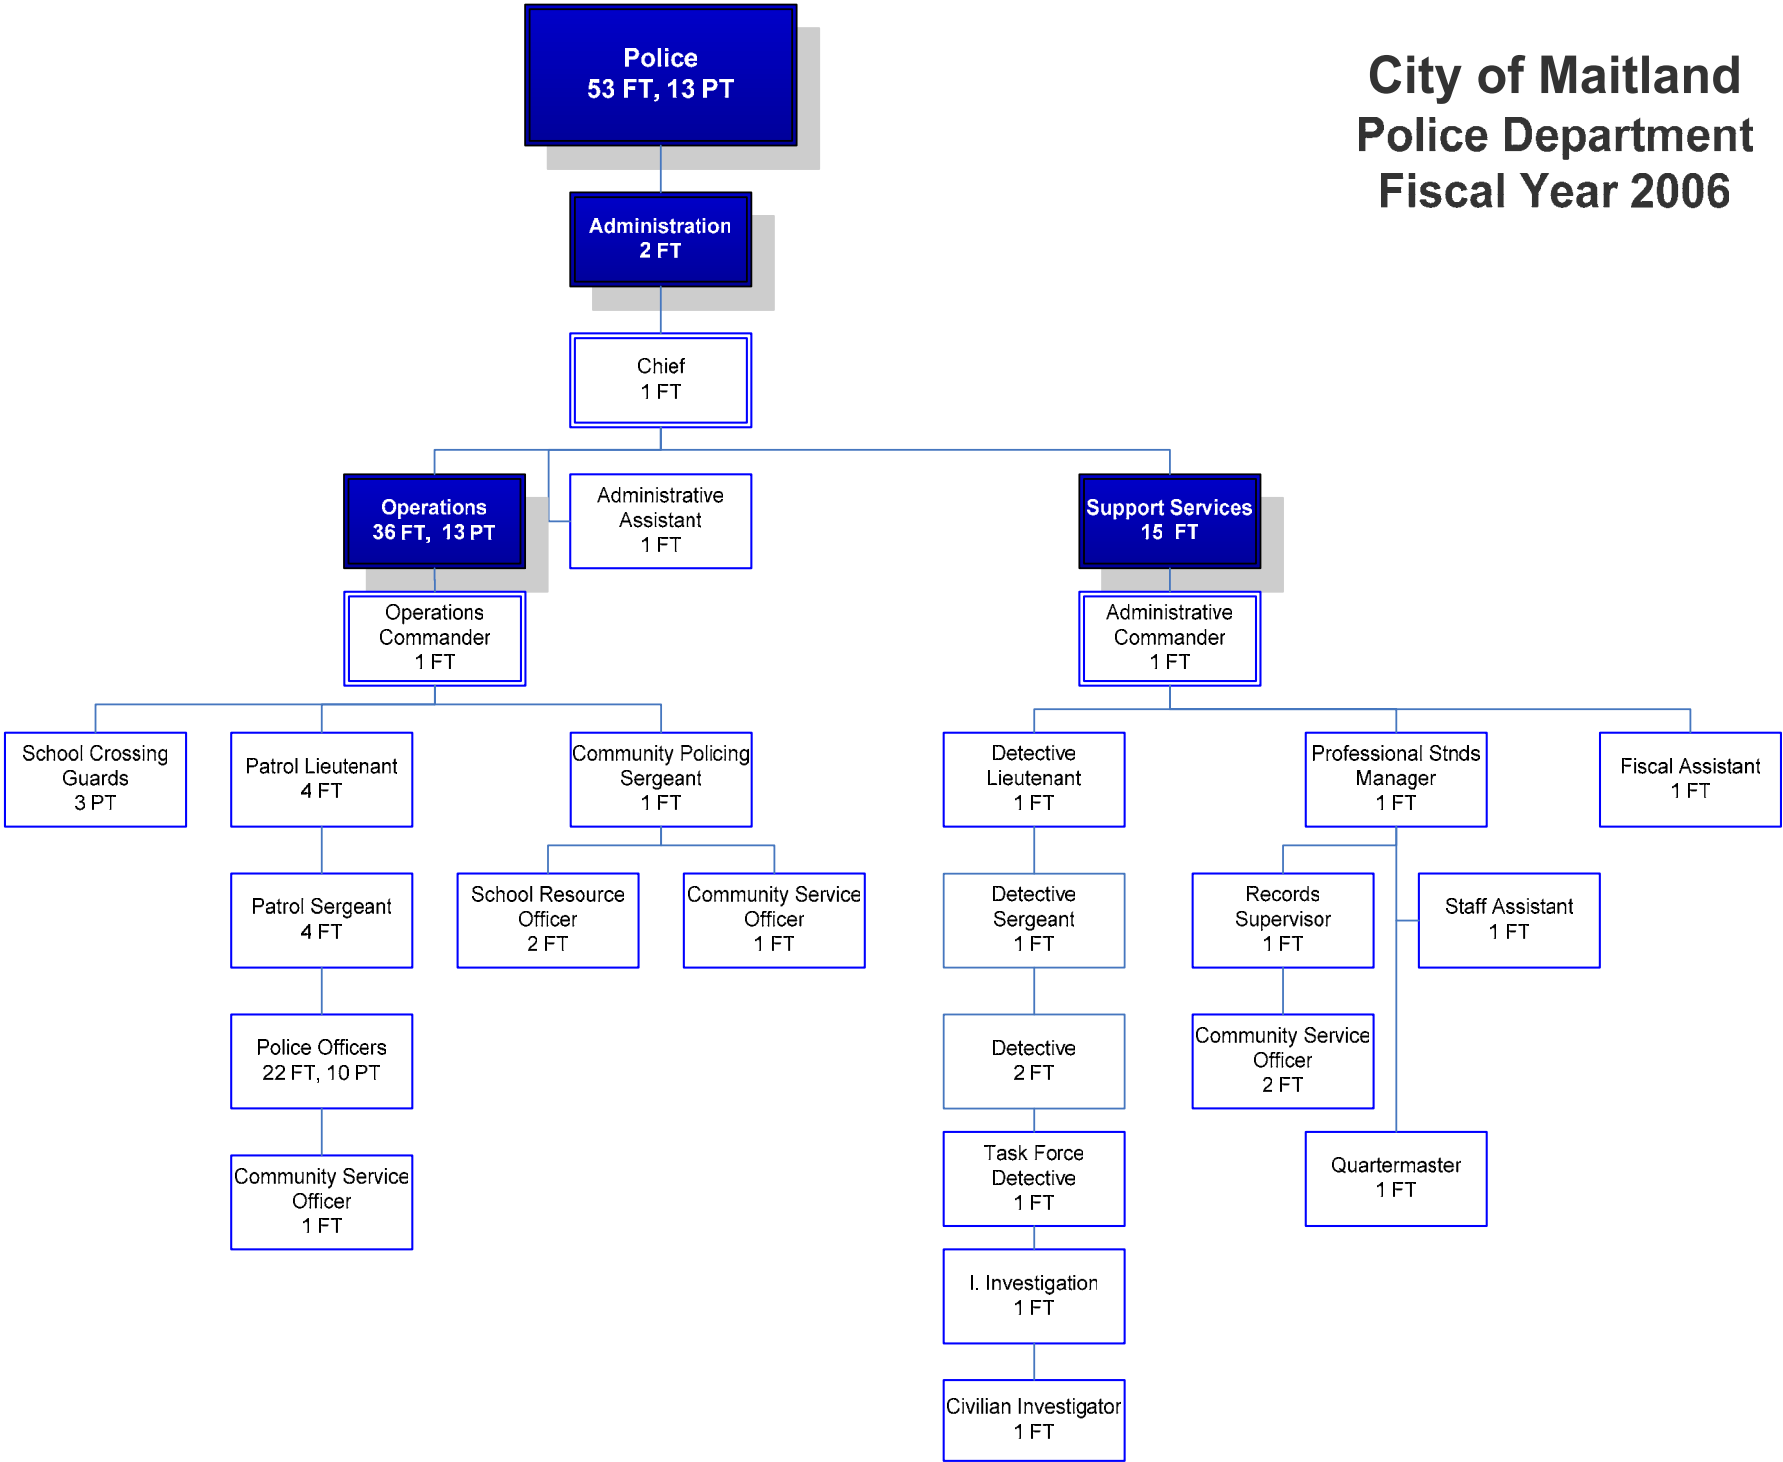 City of Maitland
Police Department
Fiscal Year 2006
Police
53 FT, 13 PT
Administration
2 FT
Chief
1 FT
Operations
36 FT, 13 PT
Administrative
Assistant
1 FT
Support Services
15 FT
Operations
Commander
1 FT
Administrative
Commander
1 FT
School Crossing
Guards
3 PT
Patrol Lieutenant
4 FT
Community Policing
Sergeant
1 FT
Detective
Lieutenant
1 FT
Professional Stnds
Manager
1 FT
Fiscal Assistant
1 FT
Patrol Sergeant
4 FT
School Resource
Officer
2 FT
Community Service
Officer
1 FT
Detective
Sergeant
1 FT
Records
Supervisor
1 FT
Staff Assistant
1 FT
Police Officers
22 FT, 10 PT
Detective
2 FT
Community Service
Officer
2 FT
Community Service
Officer
1 FT
Task Force
Detective
1 FT
Quartermaster
1 FT
I. Investigation
1 FT
Civilian Investigator
1 FT